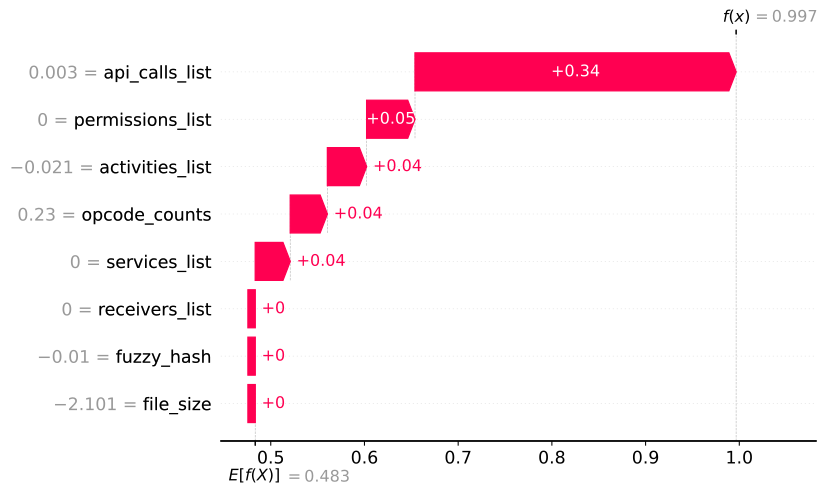 f(x) = 0.997
0.003 = api_calls_list
+0.34
0 = permissions_list
+0.05
−0.021 = activities_list
+0.04
0.23 = opcode_counts
+0.04
0 = services_list
+0.04
0 = receivers_list
+0
−0.01 = fuzzy_hash
+0
−2.101 = file_size
+0
0.5 0.6 0.7 0.8 0.9 1.0
E[f(X)] = 0.483